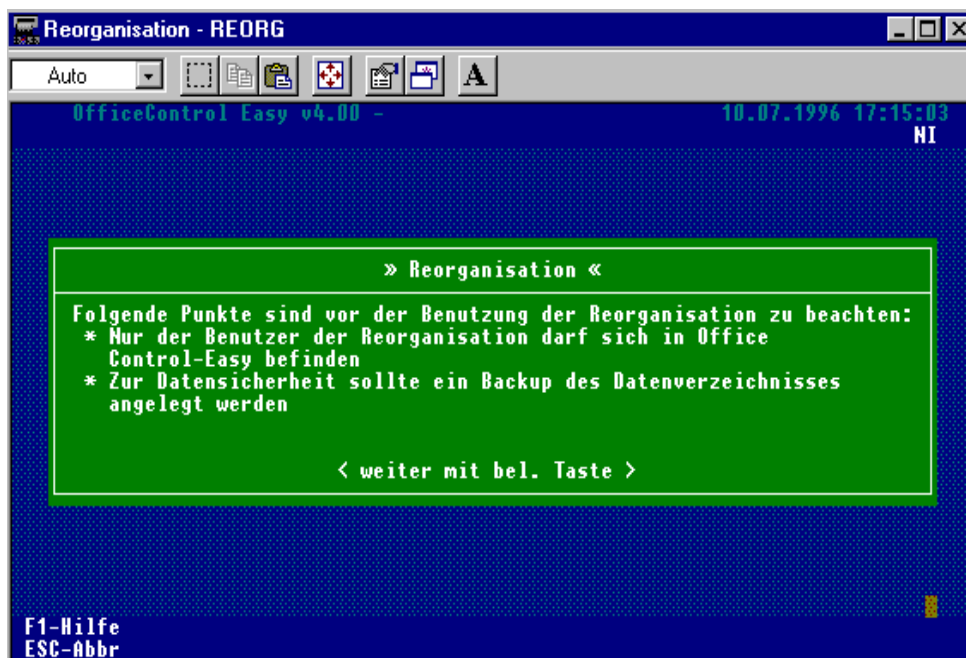 Reorganisation - REORG
Auto
A
OfficeControl Easy v4.00 - 10.07.1996 17:15:03
NI
» Reorganisation «
Folgende Punkte sind vor der Benutzung der Reorganisation zu beachten:
* Nur der Benutzer der Reorganisation darf sich in Office
Control-Easy befinden
* Zur Datensicherheit sollte ein Backup des Datenverzeichnisses
angelegt werden
< weiter mit bel. Taste >
F1-Hilfe
ESC-Abbr